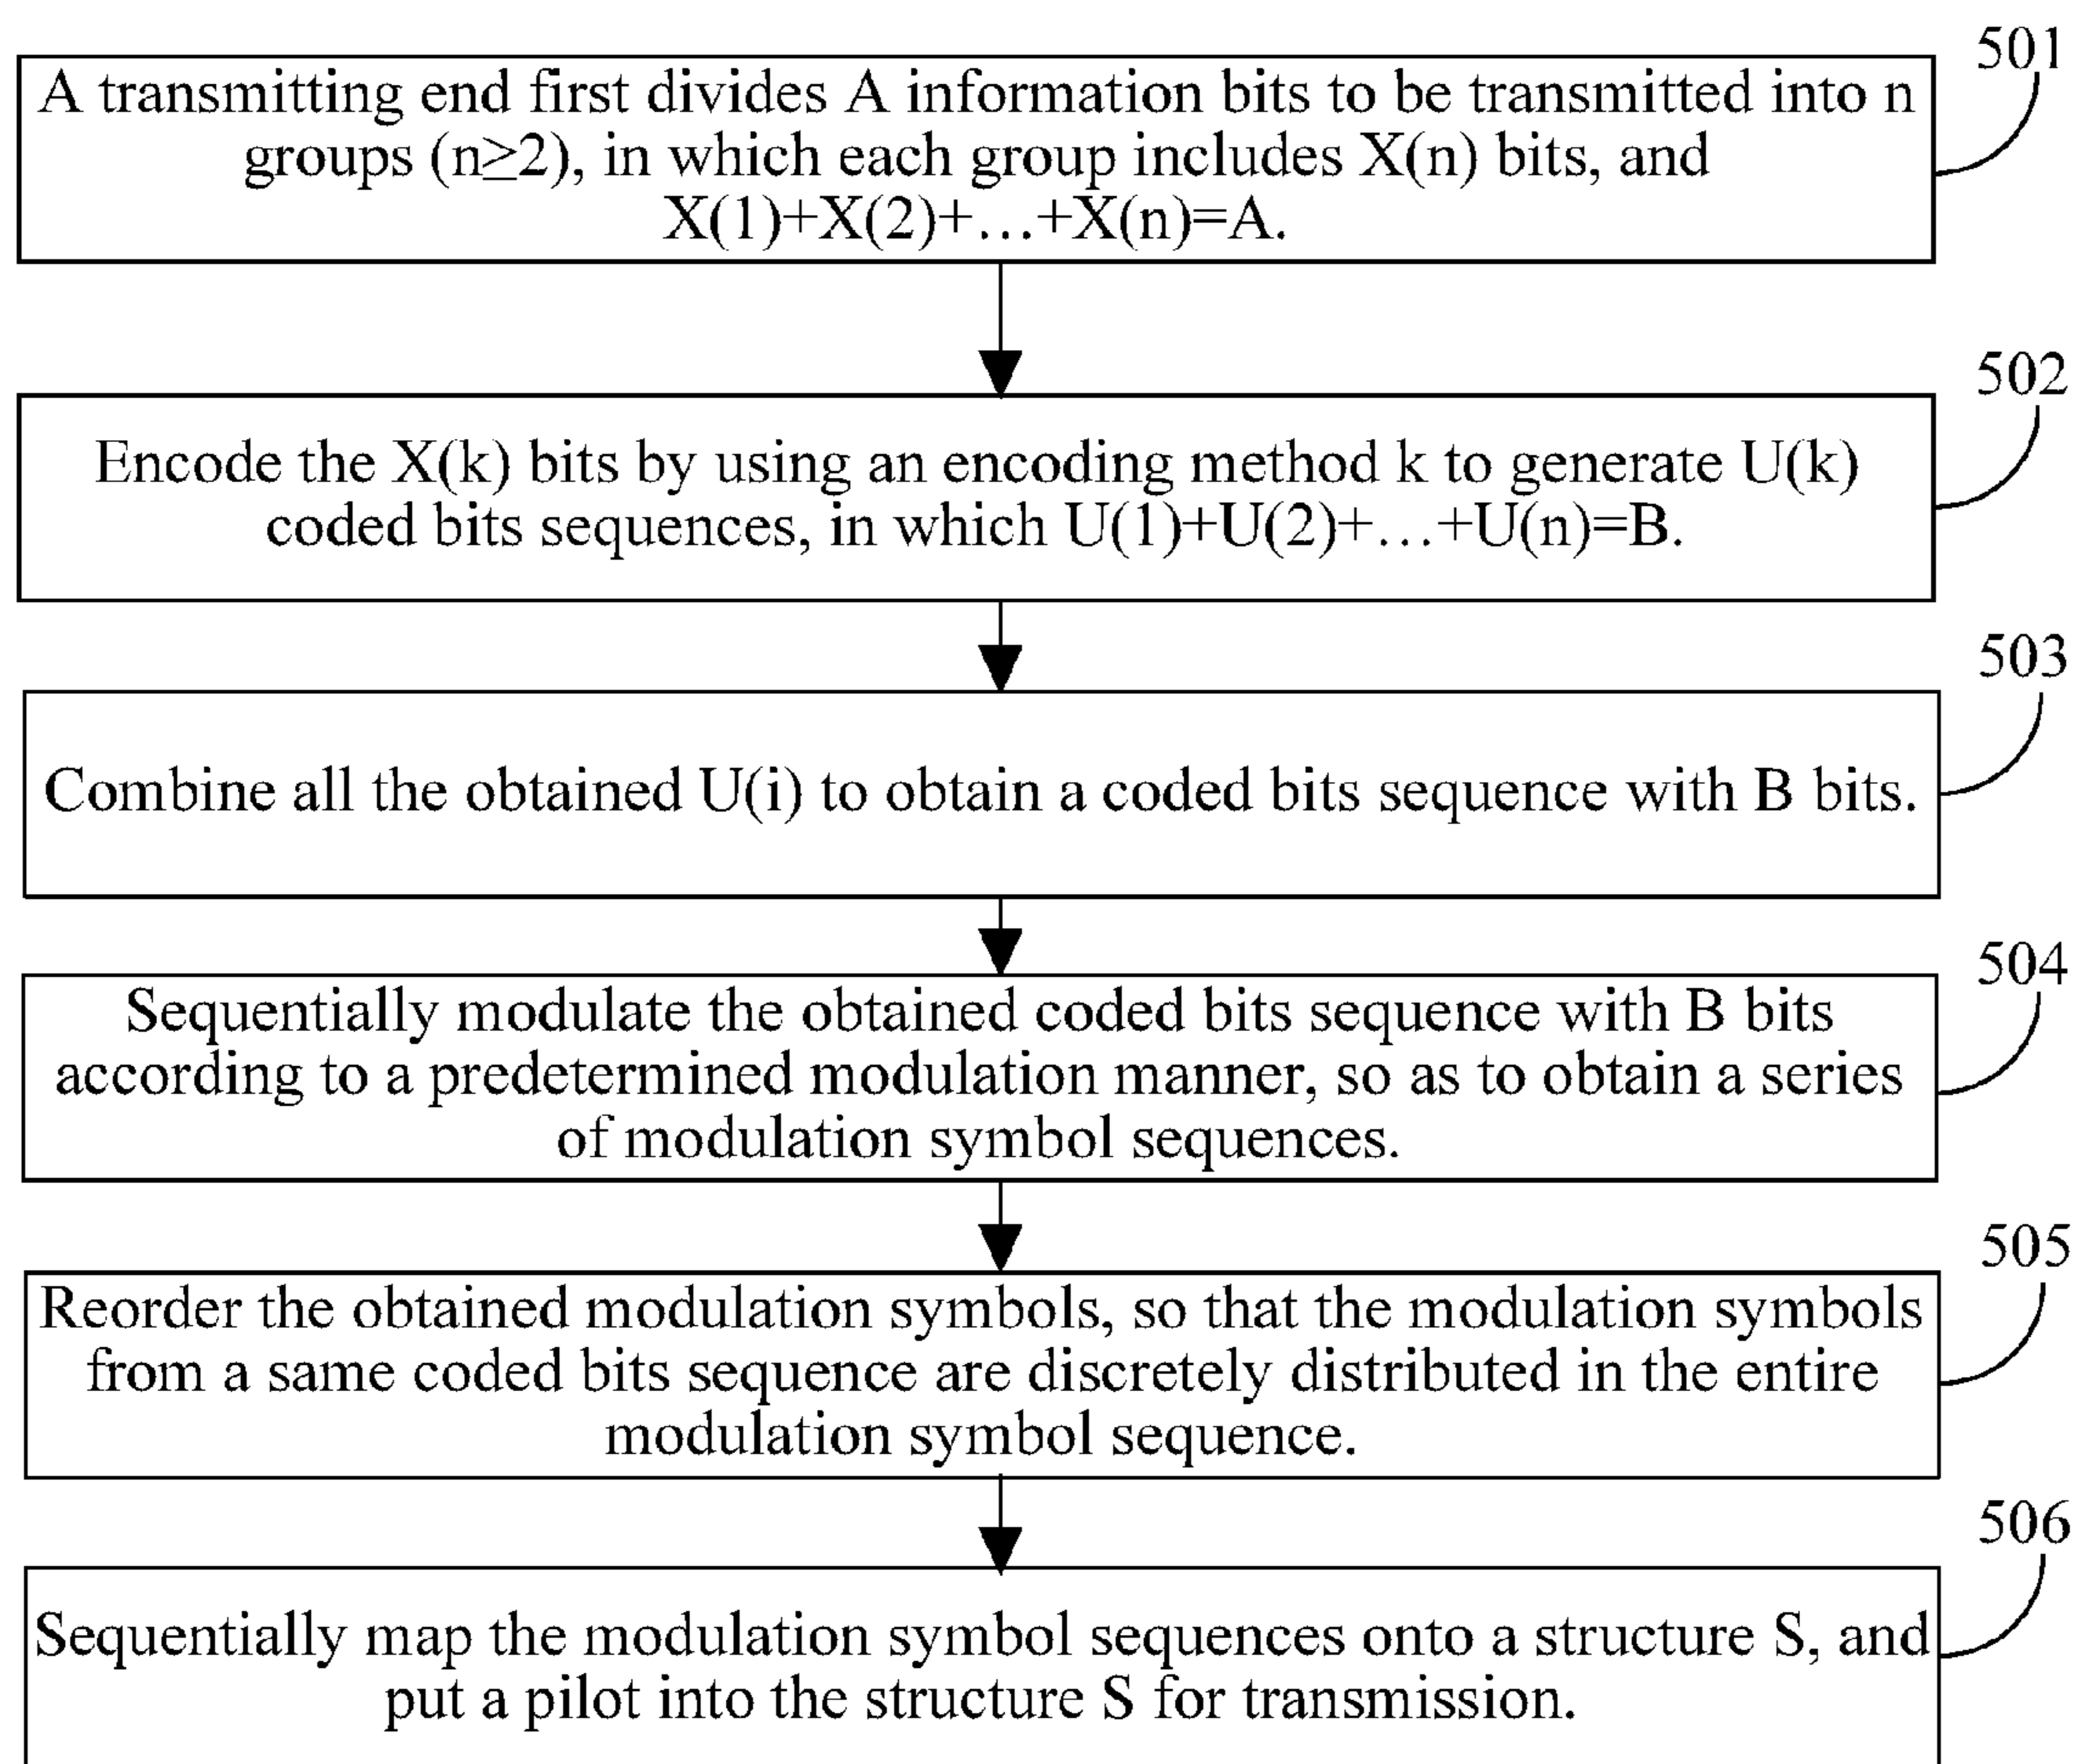 501
A transmitting end first divides A information bits to be transmitted into n
groups (n≥2), in which each group includes X(n) bits, and
X(1)+X(2)+…+X(n)=A.
502
Encode the X(k) bits by using an encoding method k to generate U(k)
coded bits sequences, in which U(1)+U(2)+…+U(n)=B.
503
Combine all the obtained U(i) to obtain a coded bits sequence with B bits.
504
Sequentially modulate the obtained coded bits sequence with B bits
according to a predetermined modulation manner, so as to obtain a series
of modulation symbol sequences.
505
Reorder the obtained modulation symbols, so that the modulation symbols
from a same coded bits sequence are discretely distributed in the entire
modulation symbol sequence.
506
Sequentially map the modulation symbol sequences onto a structure S, and
put a pilot into the structure S for transmission.